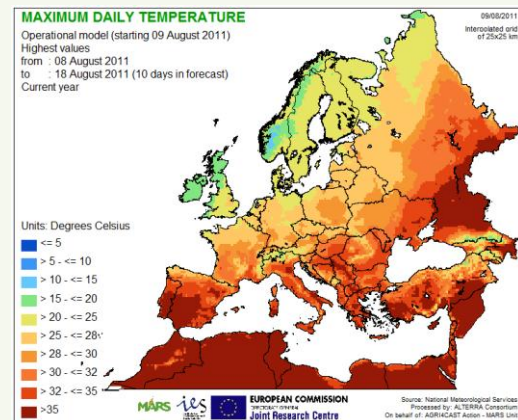 MAXIMUM DAILY TEMPERATURE
09/08/2011
Operational model (starting 09 August 2011)
Interpolated grid
of 25x25 km
Highest values
from : 08 August 2011
to : 18 August 2011 (10 days in forecast)
Current year
Units: Degrees Celsius
<= 5
> 5 - <= 10
> 10 - <= 15
> 15 - <= 20
> 20 - <= 25
> 25 - <= 28
> 28 - <= 30
> 30 - <= 32
> 32 - <= 35
>35
MARS
ies
EUROPEAN COMMISSION
Joint Research Centre
Source: National Meteorological Services
Processed by: ALTERRA Consortium
On behalf of: AGRI4CAST Action - MARS Unit